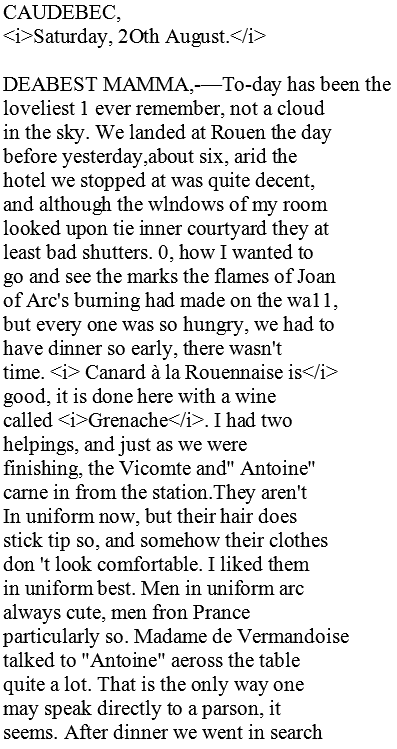 CAUDEBEC,
<i>Saturday, 2Oth August.</i>

DEABEST MAMMA,-—To-day has been the
loveliest 1 ever remember, not a cloud
in the sky. We landed at Rouen the day
before yesterday,about six, arid the
hotel we stopped at was quite decent,
and although the wlndows of my room
looked upon tie inner courtyard they at
least bad shutters. 0, how I wanted to
go and see the marks the flames of Joan
of Arc's burning had made on the wa11,
but every one was so hungry, we had to
have dinner so early, there wasn't
time. <i> Canard à la Rouennaise is</i>
good, it is done here with a wine
called <i>Grenache</i>. I had two
helpings, and just as we were
finishing, the Vicomte and" Antoine"
carne in from the station.They aren't
In uniform now, but their hair does
stick tip so, and somehow their clothes
don 't look comfortable. I liked them
in uniform best. Men in uniform arc
always cute, men fron Prance
particularly so. Madame de Vermandoise
talked to "Antoine" aeross the table
quite a lot. That is the only way one
may speak directly to a parson, it
seems. After dinner we went in search